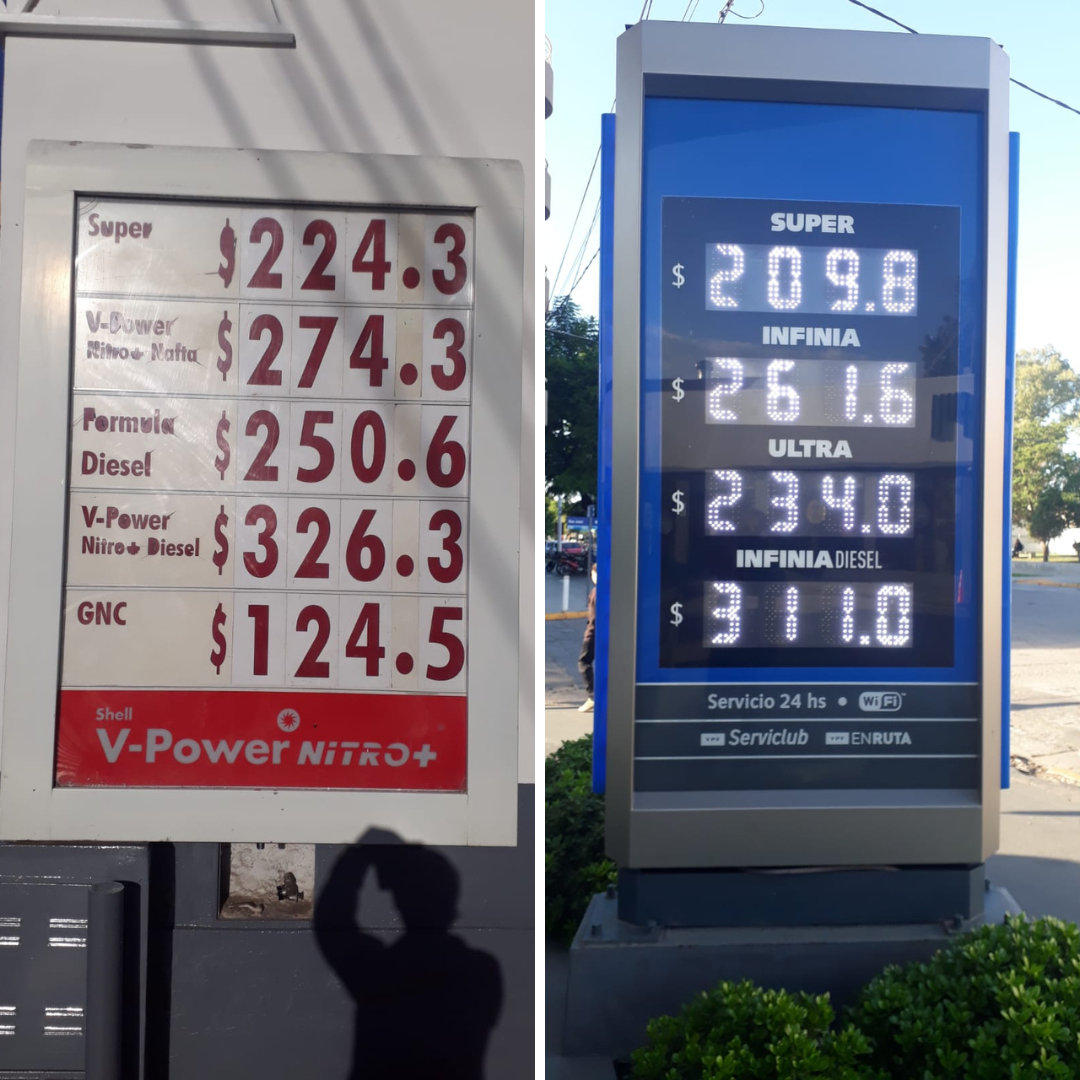 Super $224.3
V-Power
Nitro+ Nafta $274.3
Formula
Diesel $250.6
V-Power
Nitro+ Diesel $326.3
GNC $124.5
Shell
V-Power NiTRO+
SUPER
$ 209.8
INFINIA
$ 261.6
ULTRA
$ 234.0
INFINIA DIESEL
$ 311.0
Servicio 24 hs • WiFi
YPF Serviclub YPF ENRUTA